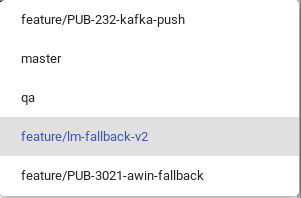 feature/PUB-232-kafka-push
master
qa
feature/lm-fallback-v2
feature/PUB-3021-awin-fallback